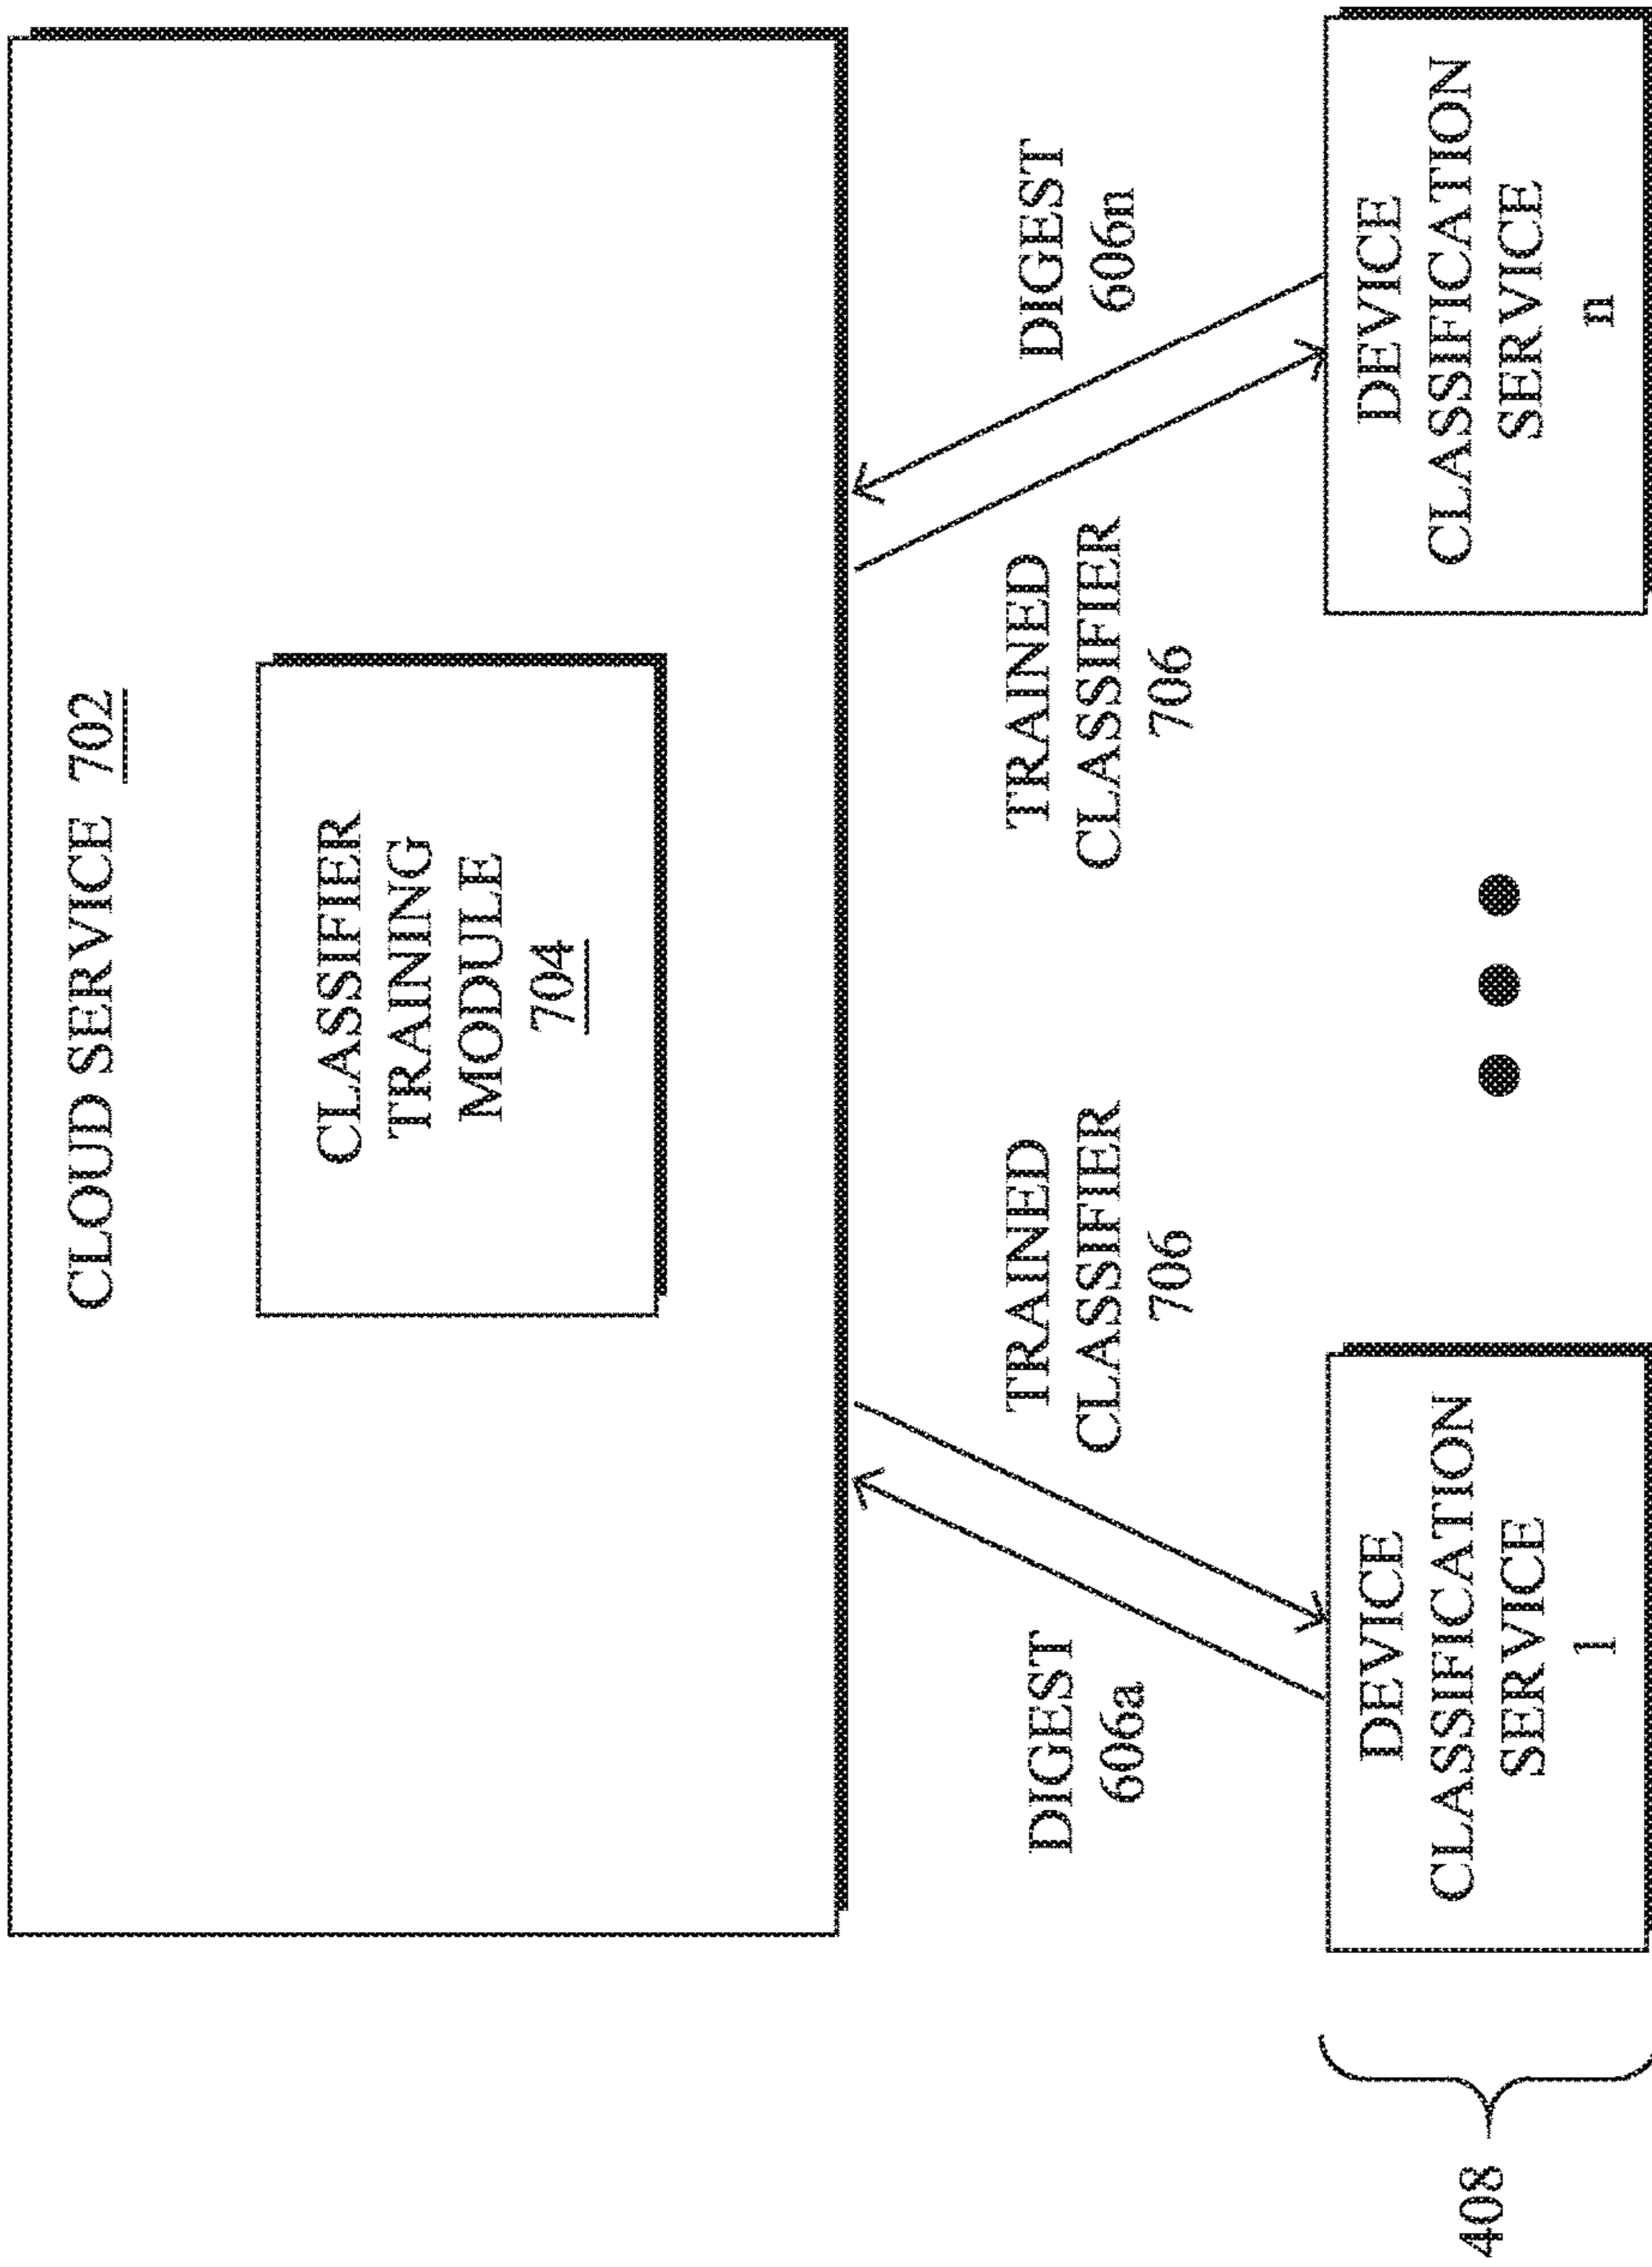 CLOUD SERVICE 702
CLASSIFIER
TRAINING
MODULE
704
DIGEST
606a
TRAINED
CLASSIFIER
706
TRAINED
CLASSIFIER
706
DIGEST
606n
408
DEVICE
CLASSIFICATION
SERVICE
1
DEVICE
CLASSIFICATION
SERVICE
n